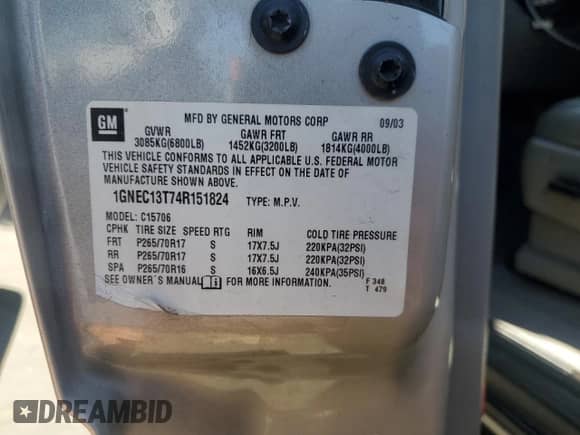 GM
MFD BY GENERAL MOTORS CORP 09/03
GVWR GAWR FRT GAWR RR
3085KG(6800LB) 1452KG(3200LB) 1814KG(4000LB)
THIS VEHICLE CONFORMS TO ALL APPLICABLE U.S. FEDERAL MOTOR
VEHICLE SAFETY STANDARDS IN EFFECT ON THE DATE OF
MANUFACTURE SHOWN ABOVE.
1GNEC13T74R151824 TYPE: M.P.V.
MODEL: C15706
CPHK TIRE SIZE SPEED RTG RIM COLD TIRE PRESSURE
FRT P265/70R17 S 17X7.5J 220KPA(32PSI)
RR P265/70R17 S 17X7.5J 220KPA(32PSI)
SPA P265/70R16 S 16X6.5J 240KPA(35PSI)
SEE OWNER'S MANUAL FOR MORE INFORMATION.
F 348
T 479
DREAMBID